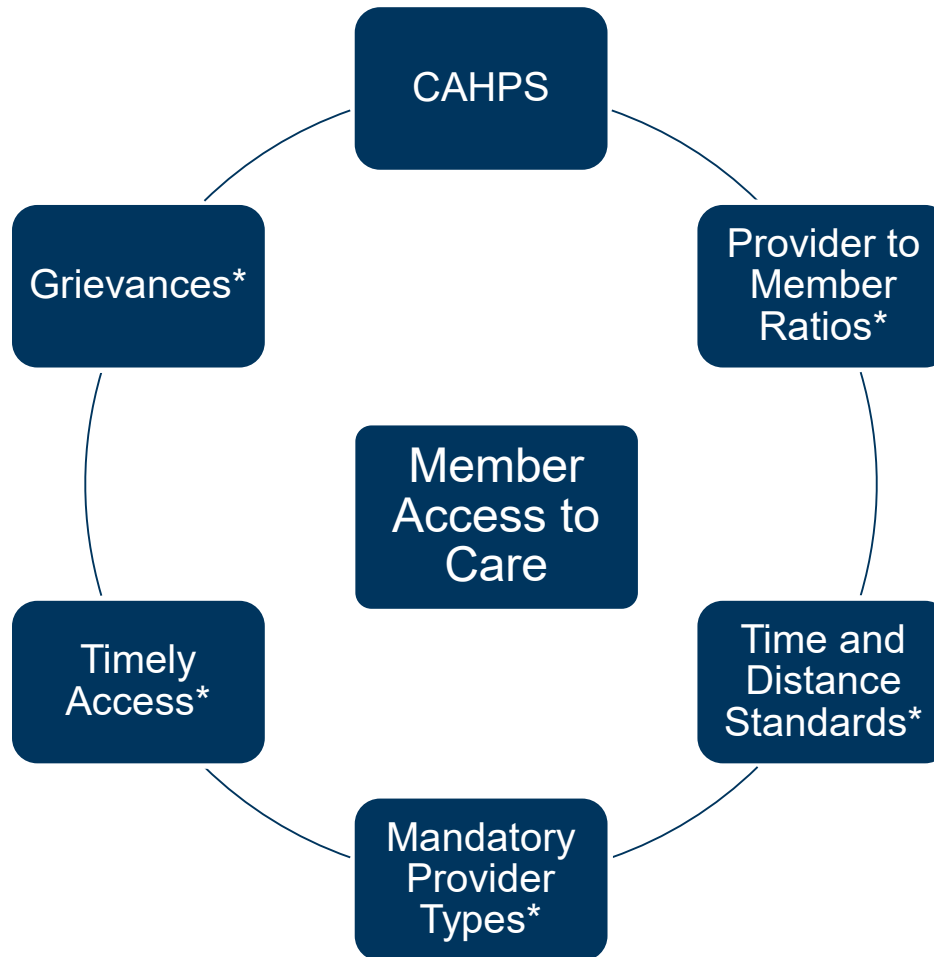 CAHPS
Grievances*
Provider to
Member
Ratios*
Member
Access to
Care
Timely
Access*
Time and
Distance
Standards*
Mandatory
Provider
Types*